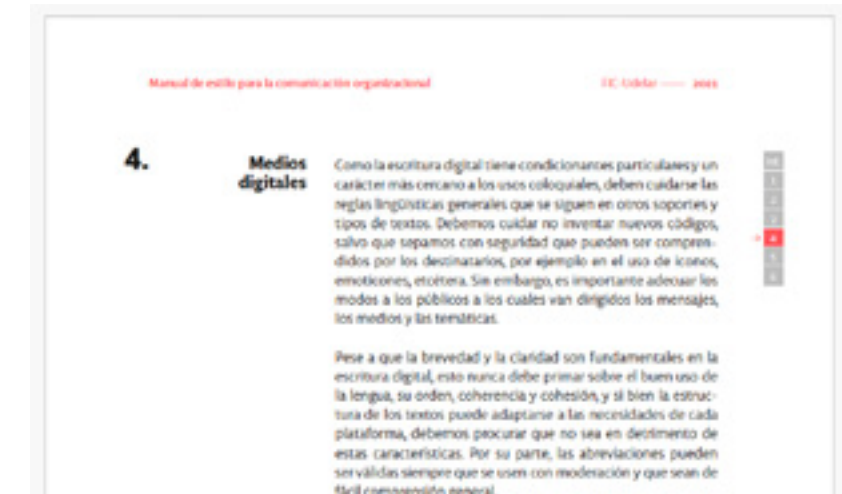 Manual de estilo para la comunicación organizacional
FIC-Udelar —— 2021
4.
Medios
digitales
Como la escritura digital tiene condicionantes particulares y un
carácter más cercano a los usos coloquiales, deben cuidarse las
reglas lingüísticas generales que se siguen en otros soportes y
tipos de textos. Debemos cuidar no inventar nuevos códigos,
salvo que sepamos con seguridad que pueden ser compren-
didos por los destinatarios, por ejemplo en el uso de íconos,
emoticones, etcétera. Sin embargo, es importante adecuar los
modos a los públicos a los cuales van dirigidos los mensajes,
los medios y las temáticas.
Pese a que la brevedad y la claridad son fundamentales en la
escritura digital, esto nunca debe primar sobre el buen uso de
la lengua, su orden, coherencia y cohesión, y si bien la estruc-
tura de los textos puede adaptarse a las necesidades de cada
plataforma, debemos procurar que no sea en detrimento de
estas características. Por su parte, las abreviaciones pueden
ser válidas siempre que se usen con moderación y que sean de
fácil comprensión general.
1
2
3
4
5
6